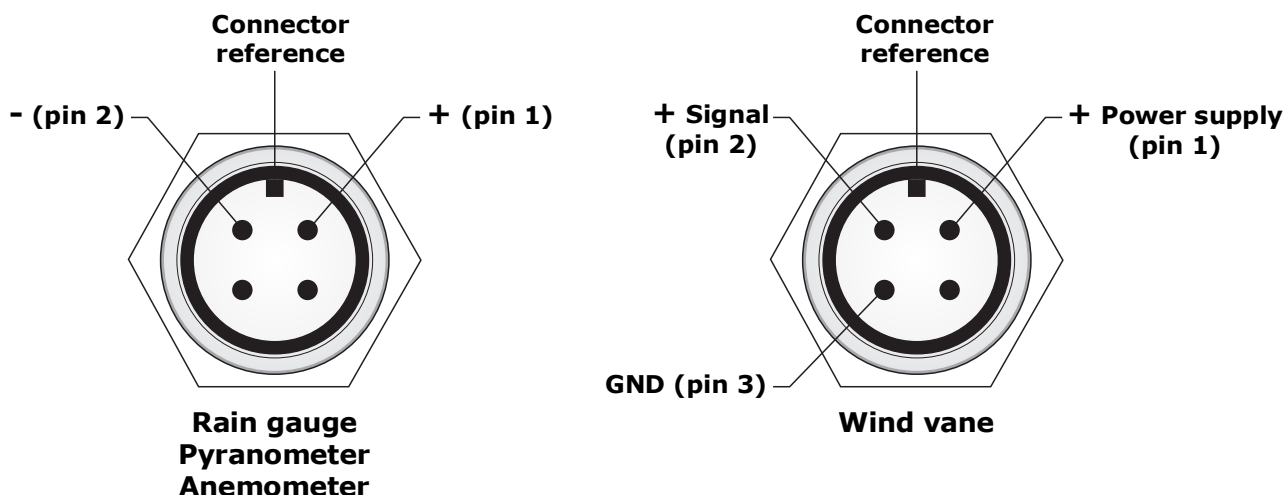 Connector
reference
- (pin 2)
+ (pin 1)
Rain gauge
Pyranometer
Anemometer
Connector
reference
+ Signal
(pin 2)
+ Power supply
(pin 1)
GND (pin 3)
Wind vane